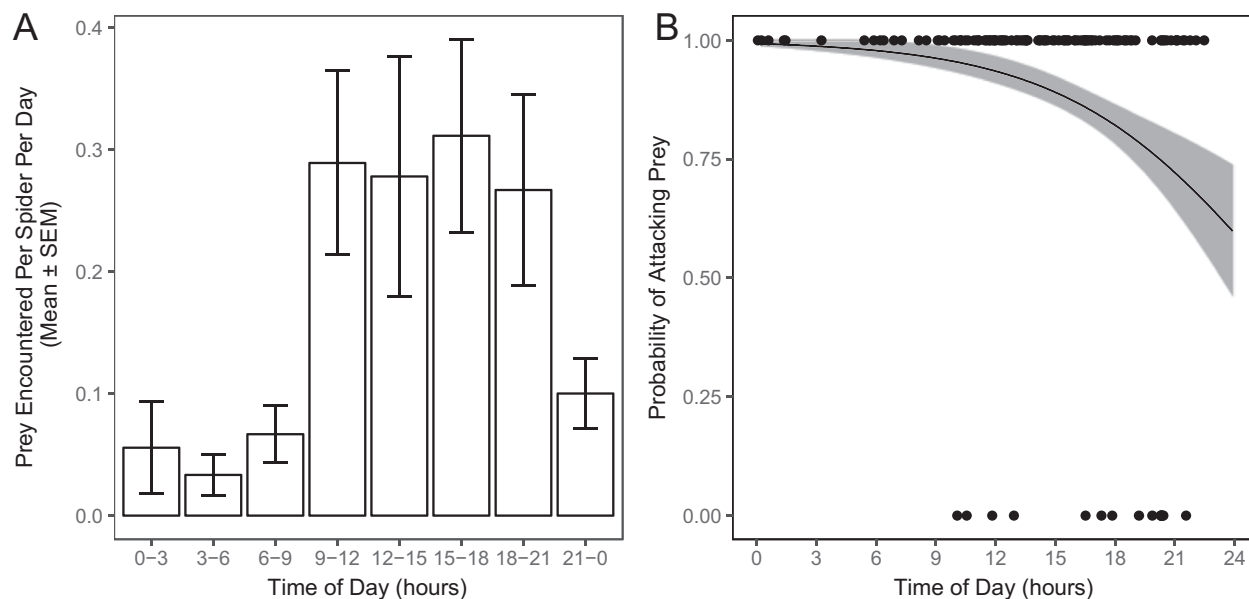 A
Prey Encountered Per Spider Per Day
(Mean ± SEM)
0.4
0.3
0.2
0.1
0.0
0−3 3−6 6−9 9−12 12−15 15−18 18−21 21−0
Time of Day (hours)
B
Probability of Attacking Prey
1.00
0.75
0.50
0.25
0.00
0 3 6 9 12 15 18 21 24
Time of Day (hours)